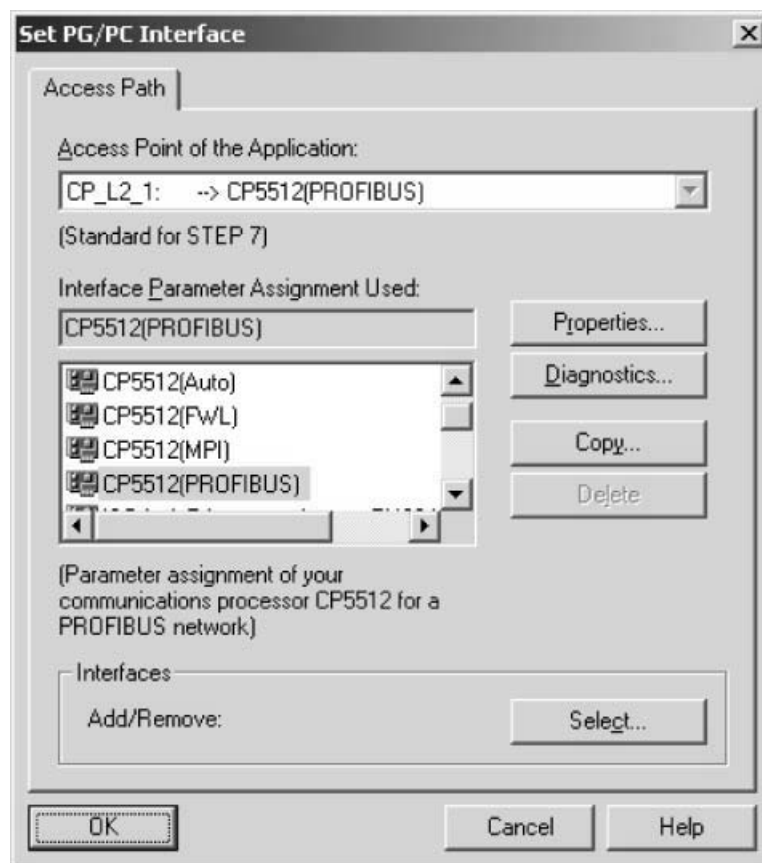 Set PG/PC Interface
Access Path
Access Point of the Application:
CP_L2_1: --> CP5512(PROFIBUS)
(Standard for STEP 7)
Interface Parameter Assignment Used:
CP5512(PROFIBUS)
Properties...
CP5512(Auto)
Diagnostics...
CP5512(FWL)
CP5512(MPI)
Copy...
CP5512(PROFIBUS)
Delete
(Parameter assignment of your
communications processor CP5512 for a
PROFIBUS network)
Interfaces
Add/Remove:
Select...
OK
Cancel
Help